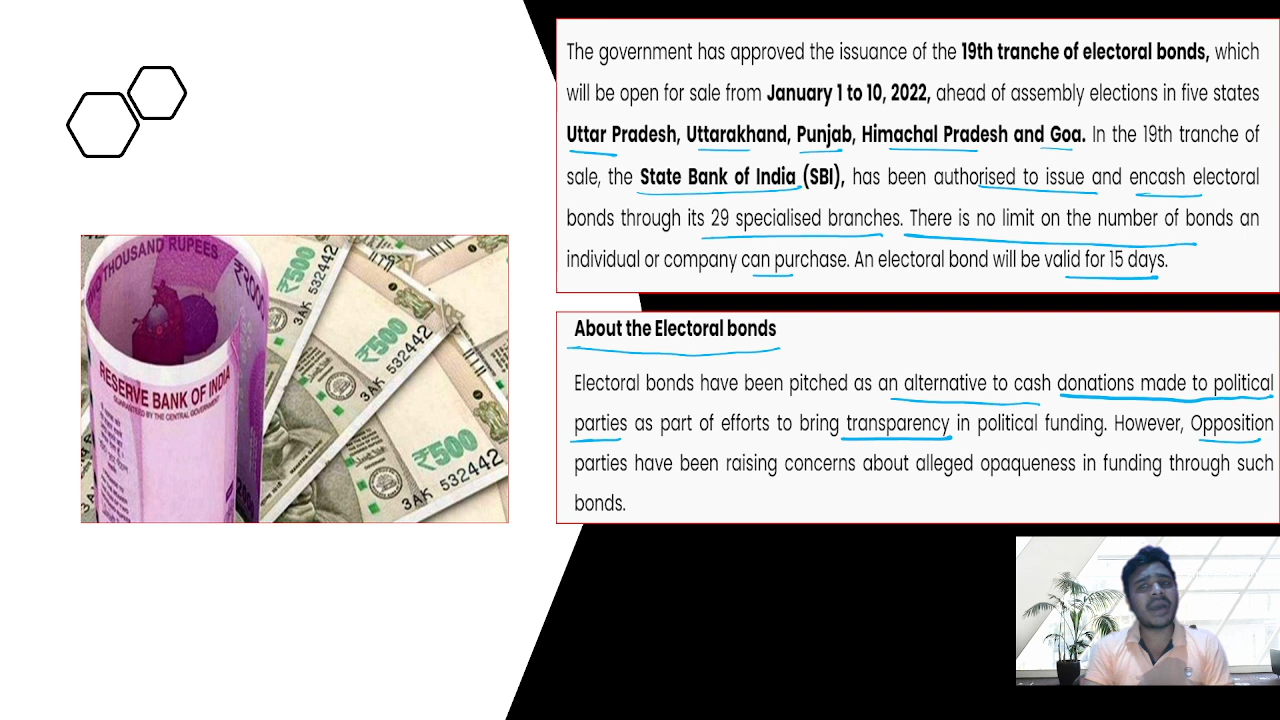 The government has approved the issuance of the 19th tranche of electoral bonds, which
will be open for sale from January 1 to 10, 2022, ahead of assembly elections in five states
Uttar Pradesh, Uttarakhand, Punjab, Himachal Pradesh and Goa. In the 19th tranche of
sale, the State Bank of India (SBI), has been authorised to issue and encash electoral
bonds through its 29 specialised branches. There is no limit on the number of bonds an
individual or company can purchase. An electoral bond will be valid for 15 days.
About the Electoral bonds
Electoral bonds have been pitched as an alternative to cash donations made to political
parties as part of efforts to bring transparency in political funding. However, Opposition
parties have been raising concerns about alleged opaqueness in funding through such
bonds.
THOUSAND RUPEES
RESERVE BANK OF INDIA
GUARANTEED BY THE CENTRAL GOVERNMENT
₹500
3AK 532442
₹500
3AK 532442
₹500
3AK 532442